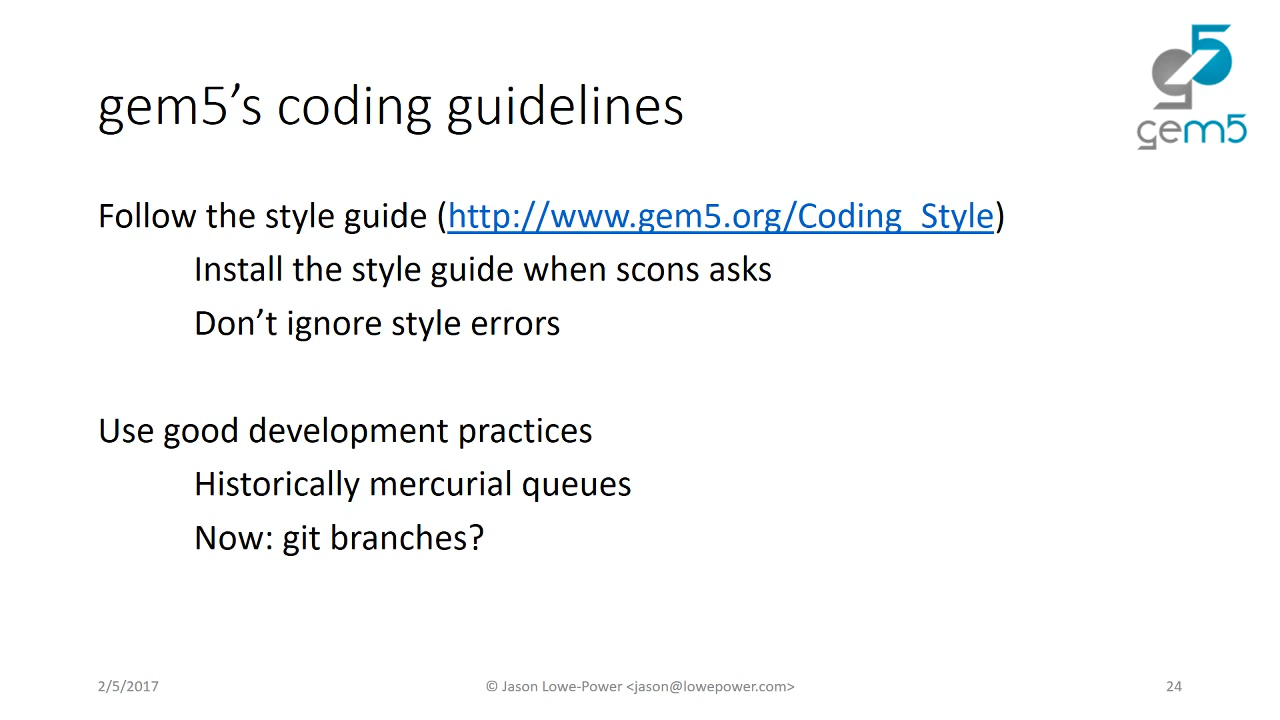 gem5
gem5’s coding guidelines
Follow the style guide (http://www.gem5.org/Coding_Style)
Install the style guide when scons asks
Don’t ignore style errors
Use good development practices
Historically mercurial queues
Now: git branches?
2/5/2017
© Jason Lowe-Power <jason@lowepower.com>
24